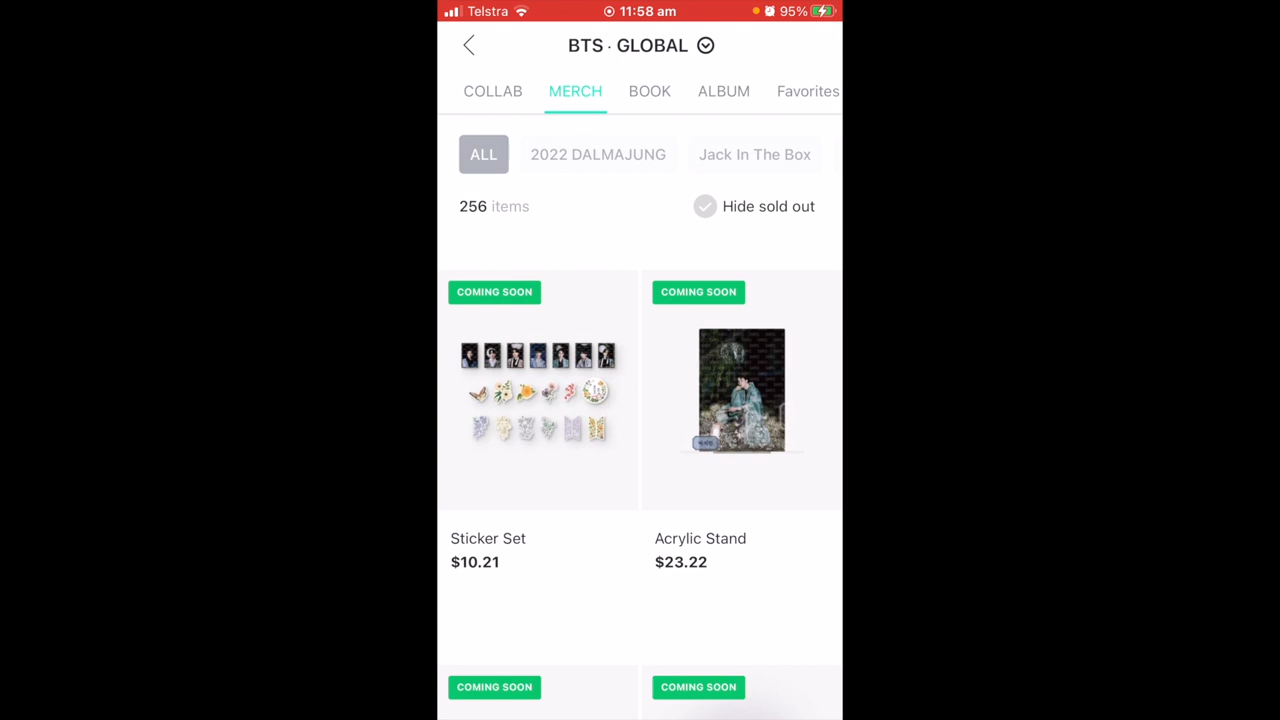 Telstra 11:58 am 95%
BTS · GLOBAL
COLLAB MERCH BOOK ALBUM Favorites
ALL 2022 DALMAJUNG Jack In The Box
256 items Hide sold out
COMING SOON COMING SOON
Sticker Set Acrylic Stand
$10.21 $23.22
COMING SOON COMING SOON